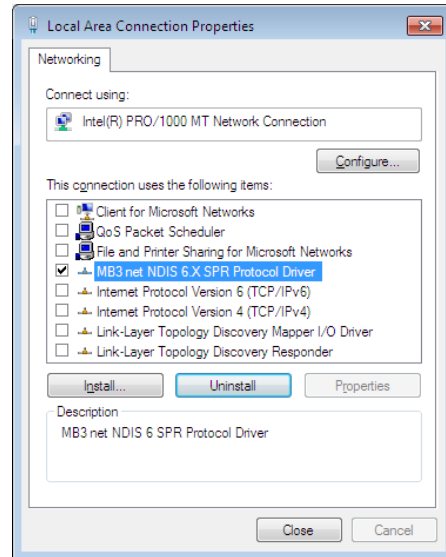 Local Area Connection Properties
Networking
Connect using:
Intel(R) PRO/1000 MT Network Connection
Configure...
This connection uses the following items:
Client for Microsoft Networks
QoS Packet Scheduler
File and Printer Sharing for Microsoft Networks
MB3 net NDIS 6.X SPR Protocol Driver
Internet Protocol Version 6 (TCP/IPv6)
Internet Protocol Version 4 (TCP/IPv4)
Link-Layer Topology Discovery Mapper I/O Driver
Link-Layer Topology Discovery Responder
Install... Uninstall Properties
Description
MB3 net NDIS 6 SPR Protocol Driver
Close Cancel